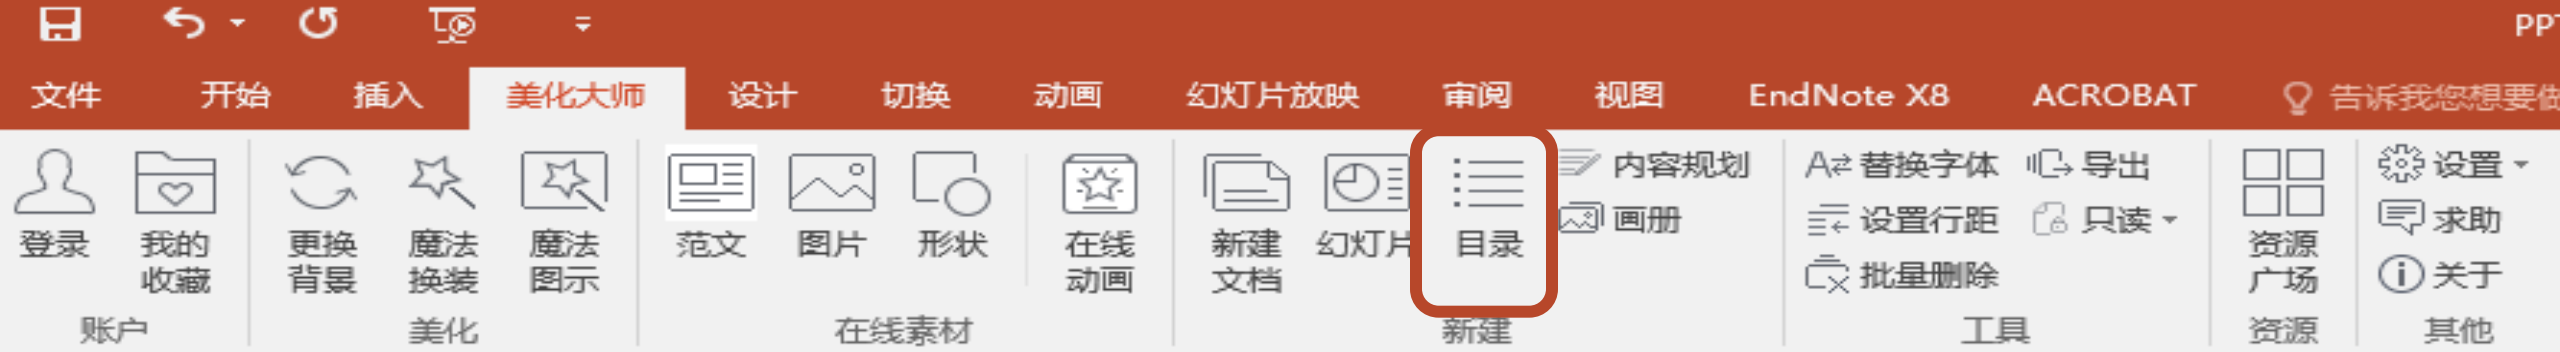 PPT
文件 开始 插入 美化大师 设计 切换 动画 幻灯片放映 审阅 视图 EndNote X8 ACROBAT 告诉我您想要做
登录
我的
收藏
账户
更换
背景
魔法
换装
魔法
图示
美化
范文
图片
形状
在线
动画
在线素材
新建
文档
幻灯片
目录
内容规划
画册
新建
替换字体
设置行距
批量删除
导出
只读
工具
资源
广场
资源
设置
求助
关于
其他